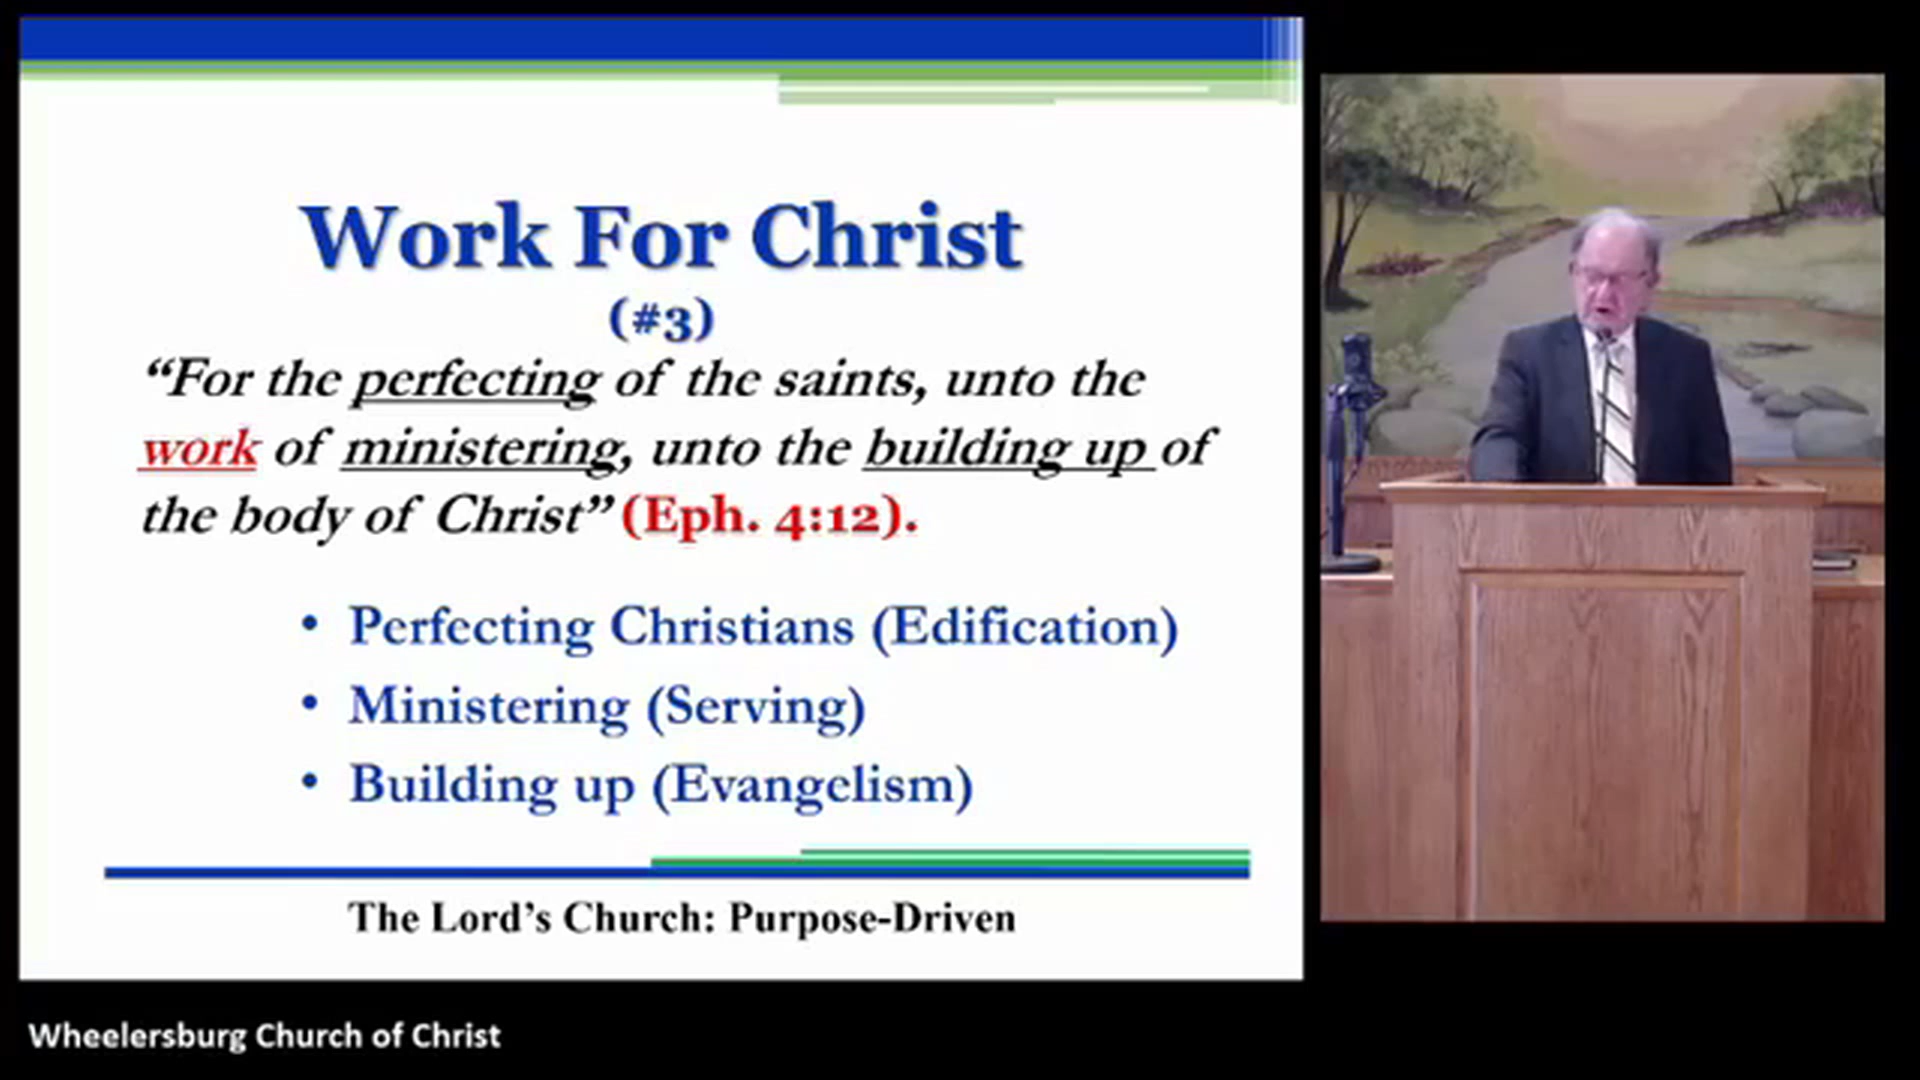 Work For Christ
(#3)
“For the perfecting of the saints, unto the
work of ministering, unto the building up of
the body of Christ” (Eph. 4:12).
• Perfecting Christians (Edification)
• Ministering (Serving)
• Building up (Evangelism)
The Lord’s Church: Purpose-Driven
Wheelersburg Church of Christ